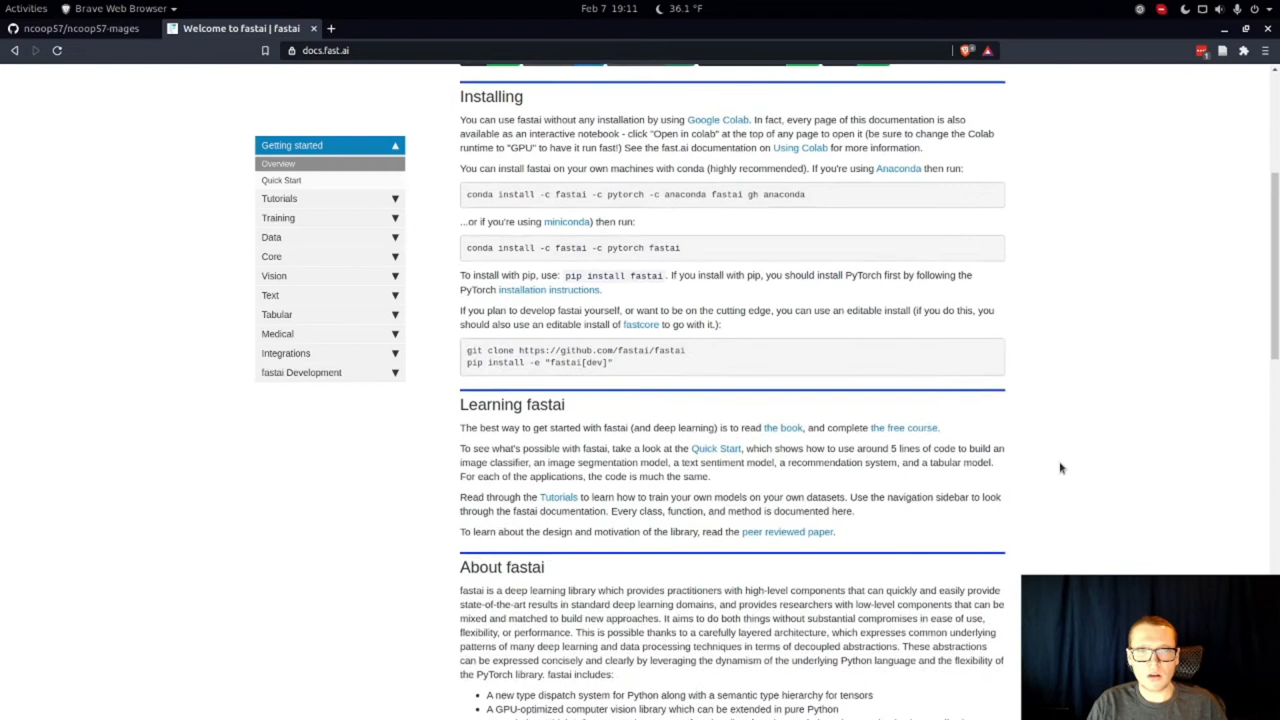 Activities Brave Web Browser Feb 7 19:11 36.1 °F
ncoop57/ncoop57-mages Welcome to fastai | fastai
docs.fast.ai
Getting started
Overview
Quick Start
Tutorials
Training
Data
Core
Vision
Text
Tabular
Medical
Integrations
fastai Development
Installing
You can use fastai without any installation by using Google Colab. In fact, every page of this documentation is also
available as an interactive notebook - click "Open in colab" at the top of any page to open it (be sure to change the Colab
runtime to "GPU" to have it run fast!) See the fast.ai documentation on Using Colab for more information.
You can install fastai on your own machines with conda (highly recommended). If you're using Anaconda then run:
conda install -c fastai -c pytorch -c anaconda fastai gh anaconda
...or if you're using miniconda) then run:
conda install -c fastai -c pytorch fastai
To install with pip, use: pip install fastai. If you install with pip, you should install PyTorch first by following the
PyTorch installation instructions.
If you plan to develop fastai yourself, or want to be on the cutting edge, you can use an editable install (if you do this, you
should also use an editable install of fastcore to go with it.):
git clone https://github.com/fastai/fastai
pip install -e "fastai[dev]"
Learning fastai
The best way to get started with fastai (and deep learning) is to read the book, and complete the free course.
To see what's possible with fastai, take a look at the Quick Start, which shows how to use around 5 lines of code to build an
image classifier, an image segmentation model, a text sentiment model, a recommendation system, and a tabular model.
For each of the applications, the code is much the same.
Read through the Tutorials to learn how to train your own models on your own datasets. Use the navigation sidebar to look
through the fastai documentation. Every class, function, and method is documented here.
To learn about the design and motivation of the library, read the peer reviewed paper.
About fastai
fastai is a deep learning library which provides practitioners with high-level components that can quickly and easily provide
state-of-the-art results in standard deep learning domains, and provides researchers with low-level components that can be
mixed and matched to build new approaches. It aims to do both things without substantial compromises in ease of use,
flexibility, or performance. This is possible thanks to a carefully layered architecture, which expresses common underlying
patterns of many deep learning and data processing techniques in terms of decoupled abstractions. These abstractions
can be expressed concisely and clearly by leveraging the dynamism of the underlying Python language and the flexibility of
the PyTorch library. fastai includes:
• A new type dispatch system for Python along with a semantic type hierarchy for tensors
• A GPU-optimized computer vision library which can be extended in pure Python